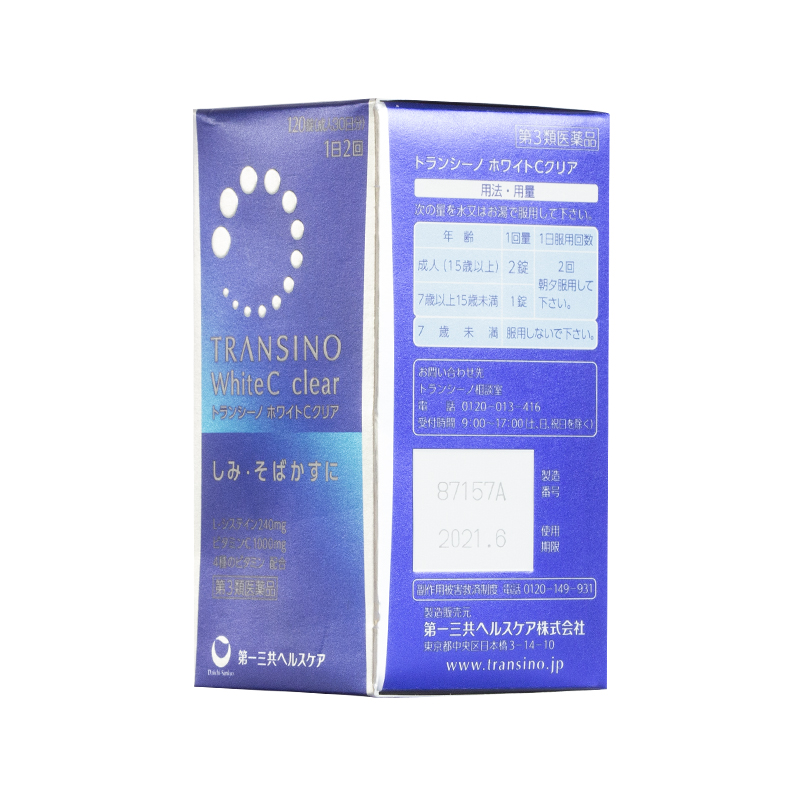 120錠(約30日分)
1日2回
TRANSINO
White C clear
トランシーノ ホワイトCクリア
しみ・そばかすに
L-システイン240mg
ビタミンC1000mg
4種のビタミン 配合
第3類医薬品
第一三共ヘルスケア
Daiichi-Sankyo
第3類医薬品
トランシーノ ホワイトCクリア
用法・用量
次の量を水又はお湯で服用して下さい。
年齢 1回量 1日服用回数
成人(15歳以上) 2錠 2回
朝夕服用して
7歳以上15歳未満 1錠 下さい。
7歳未満 服用しないで下さい。
お問い合わせ先
トランシーノ相談室
電 話 0120-013-416
受付時間 9:00~17:00(土、日、祝日を除く)
87157A 製造番号
2021.6 使用期限
副作用被害救済制度 電話0120-149-931
製造販売元
第一三共ヘルスケア株式会社
東京都中央区日本橋3-14-10
www.transino.jp